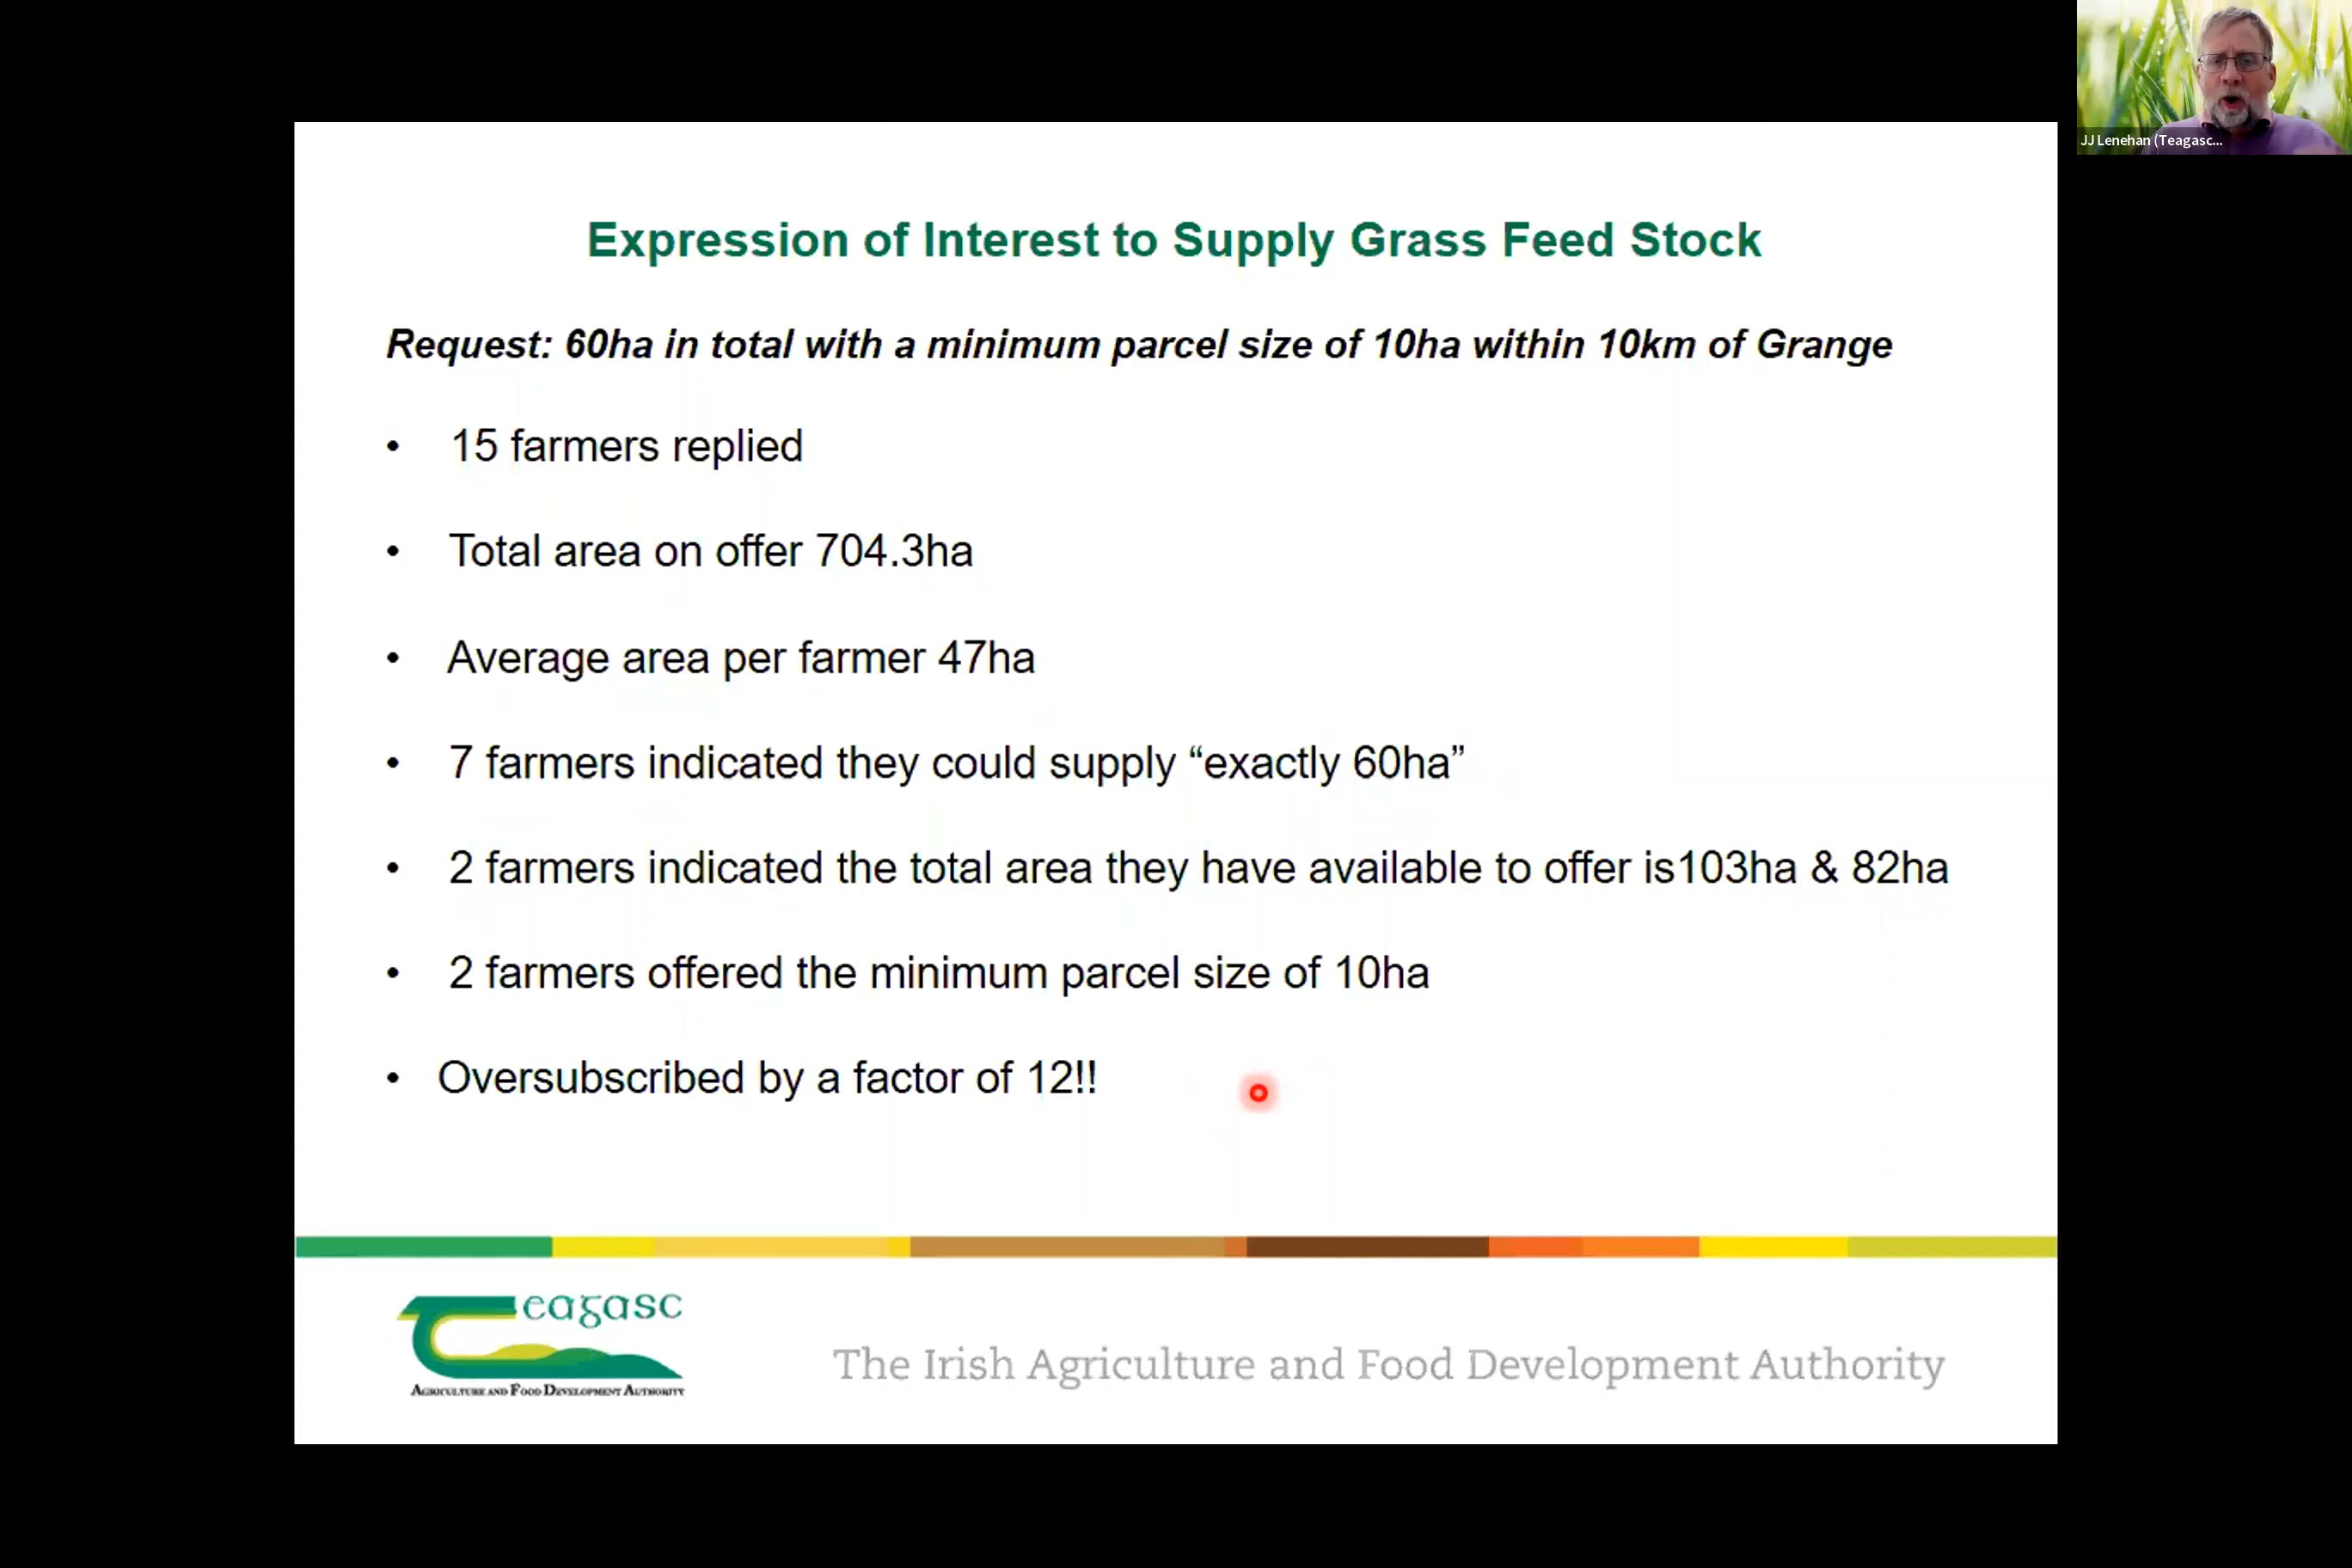 JJ Lenehan (Teagasc...
Expression of Interest to Supply Grass Feed Stock
Request: 60ha in total with a minimum parcel size of 10ha within 10km of Grange
• 15 farmers replied
• Total area on offer 704.3ha
• Average area per farmer 47ha
• 7 farmers indicated they could supply “exactly 60ha”
• 2 farmers indicated the total area they have available to offer is103ha & 82ha
• 2 farmers offered the minimum parcel size of 10ha
• Oversubscribed by a factor of 12!!
Teagasc
Agriculture and Food Development Authority
The Irish Agriculture and Food Development Authority